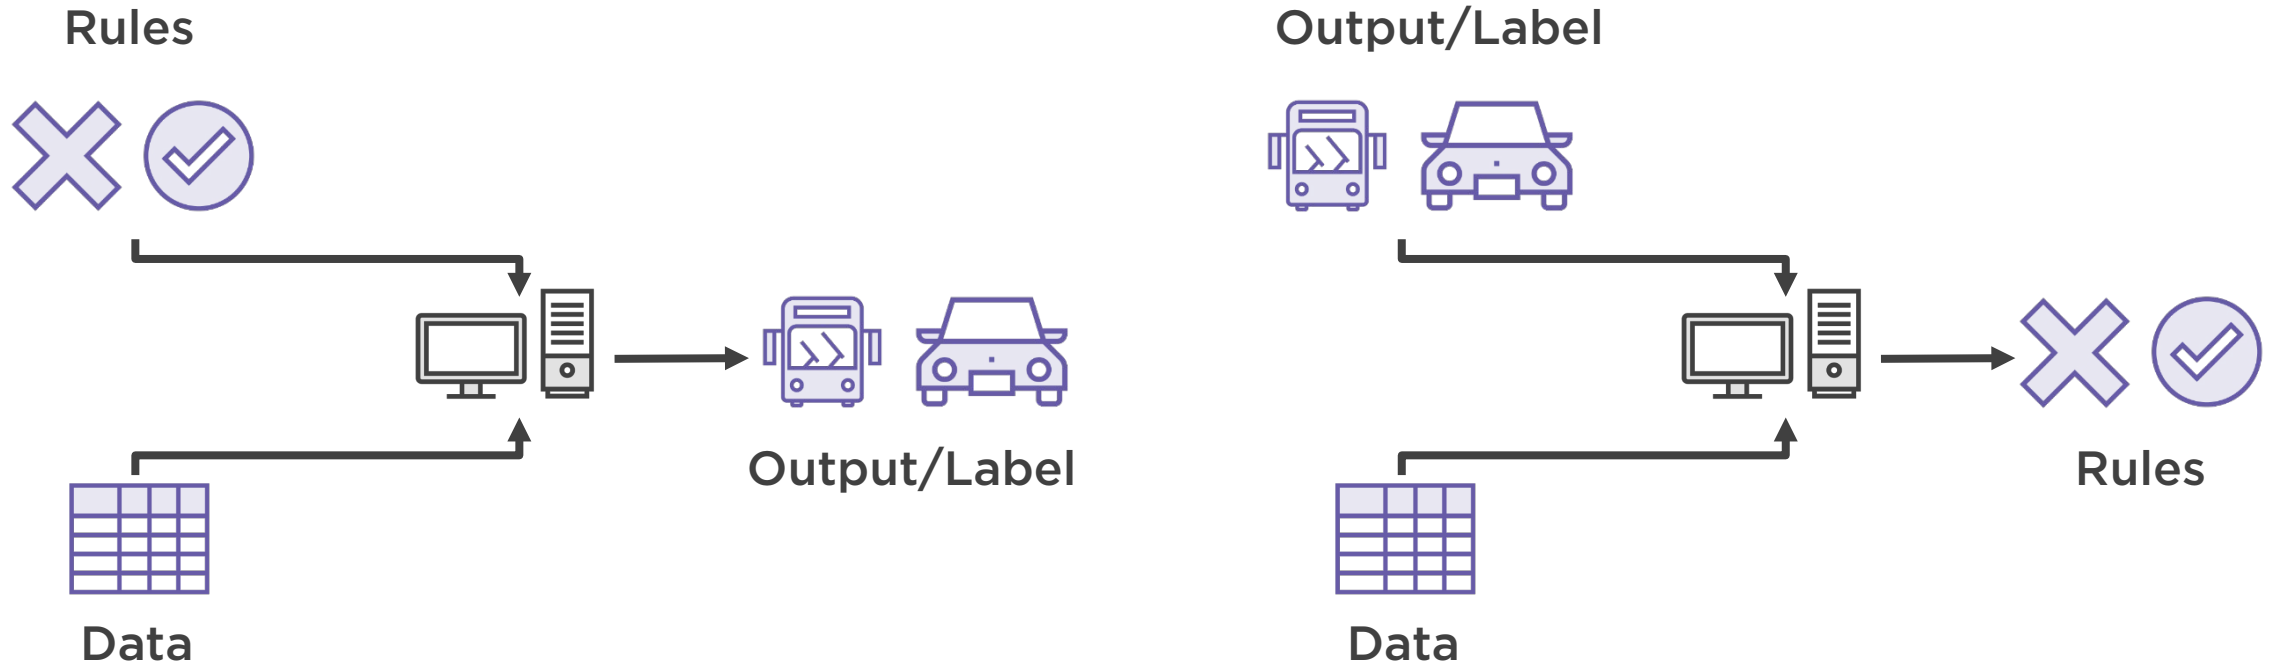 Rules
Output/Label
Data
Output/Label
Rules
Data